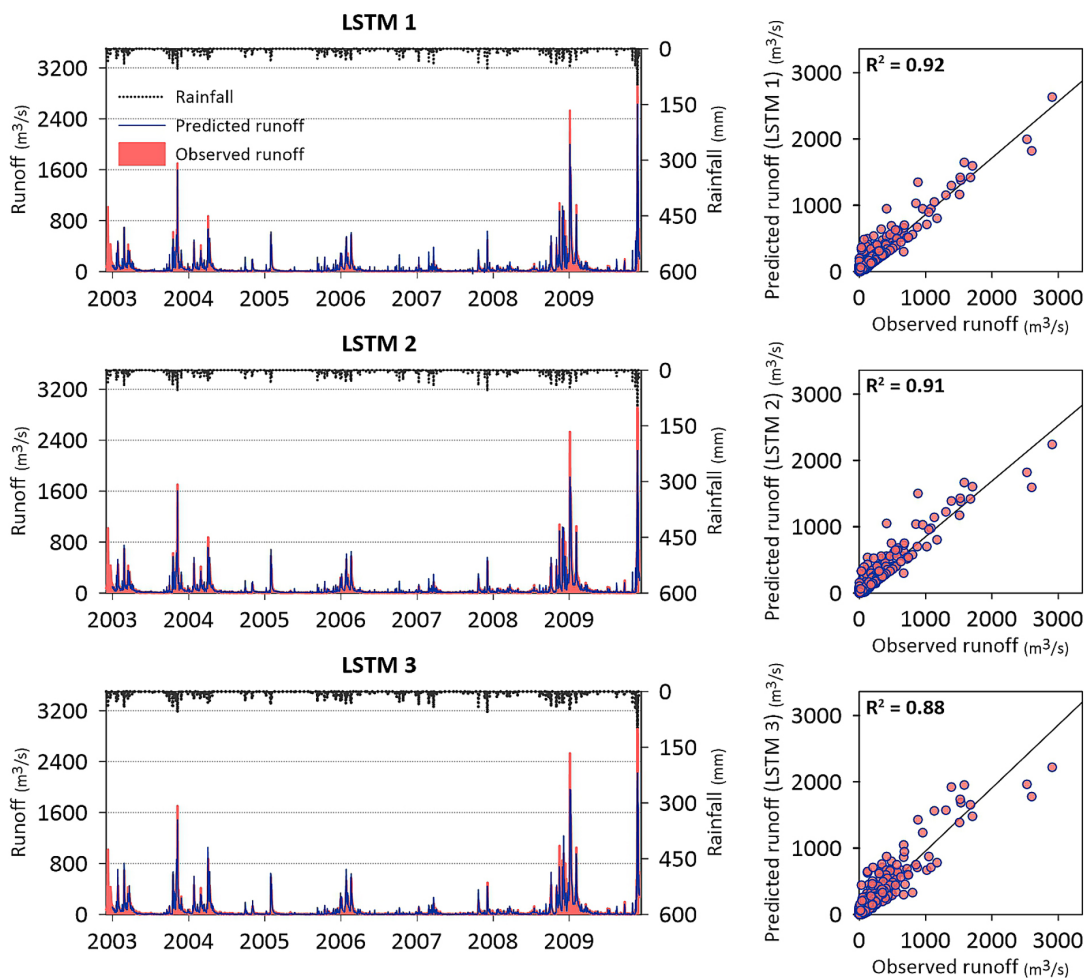 LSTM 1
Runoff (m³/s)
3200
2400
1600
800
0
Rainfall
Predicted runoff
Observed runoff
0
150
300
450
600
Rainfall (mm)
2003 2004 2005 2006 2007 2008 2009
Predicted runoff (LSTM 1) (m³/s)
R² = 0.92
3000
2000
1000
0
0 1000 2000 3000
Observed runoff (m³/s)
LSTM 2
Runoff (m³/s)
3200
2400
1600
800
0
0
150
300
450
600
Rainfall (mm)
2003 2004 2005 2006 2007 2008 2009
Predicted runoff (LSTM 2) (m³/s)
R² = 0.91
3000
2000
1000
0
0 1000 2000 3000
Observed runoff (m³/s)
LSTM 3
Runoff (m³/s)
3200
2400
1600
800
0
0
150
300
450
600
Rainfall (mm)
2003 2004 2005 2006 2007 2008 2009
Predicted runoff (LSTM 3) (m³/s)
R² = 0.88
3000
2000
1000
0
0 1000 2000 3000
Observed runoff (m³/s)